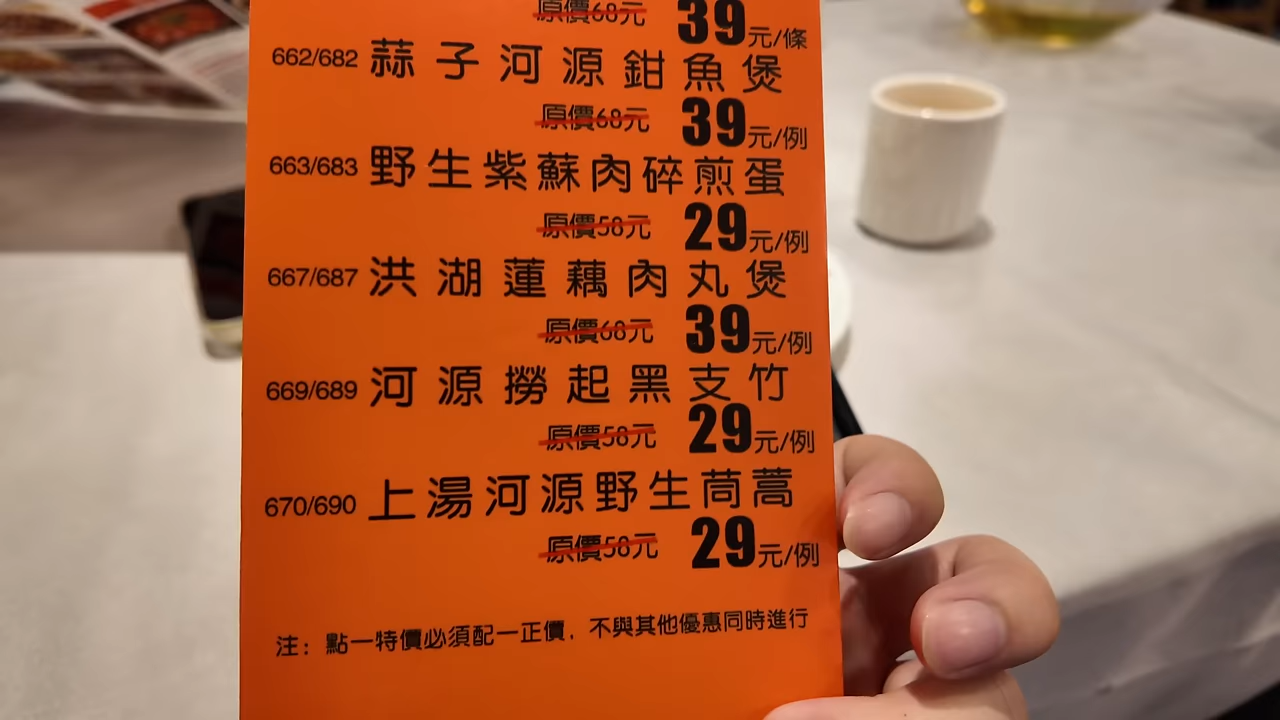 原價68元 39元/條
662/682 蒜子河源鉗魚煲
原價68元 39元/例
663/683 野生紫蘇肉碎煎蛋
原價58元 29元/例
667/687 洪湖蓮藕肉丸煲
原價68元 39元/例
669/689 河源撈起黑支竹
原價58元 29元/例
670/690 上湯河源野生茼蒿
原價58元 29元/例
注：點一特價必須配一正價，不與其他優惠同時進行